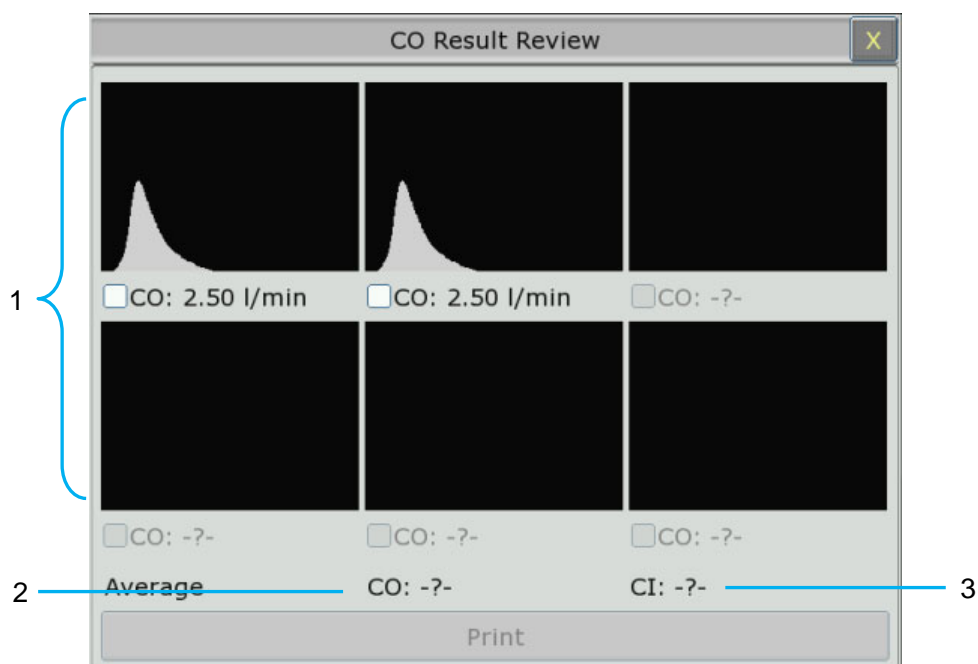 CO Result Review X
1
CO: 2.50 l/min CO: 2.50 l/min CO: -?-
CO: -?- CO: -?- CO: -?-
2 Average CO: -?- CI: -?- 3
Print